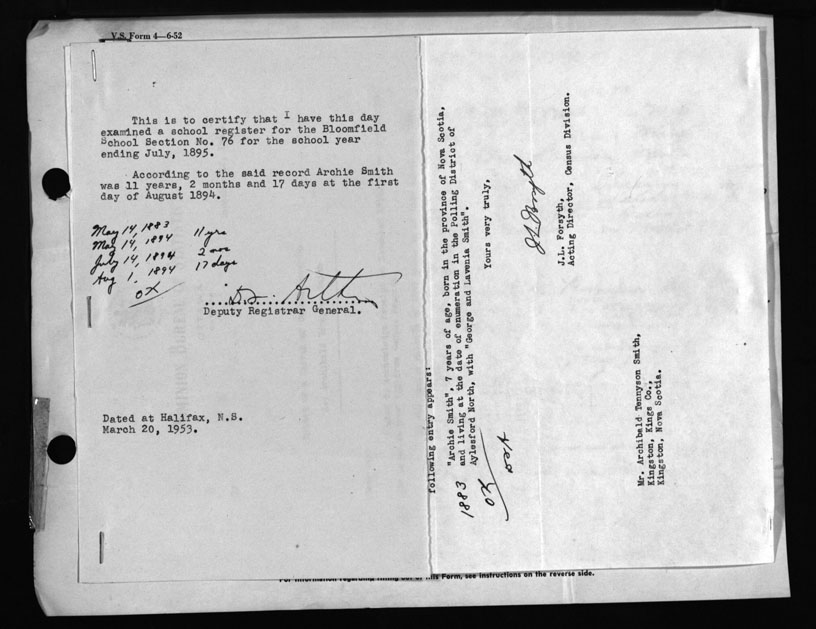 V.S. Form 4—6-52
This is to certify that I have this day
examined a school register for the Bloomfield
School Section No. 76 for the school year
ending July, 1895.
According to the said record Archie Smith
was 11 years, 2 months and 17 days at the first
day of August 1894.
May 14, 1883
May 14, 1894 11 yrs
July 14, 1894 2 mos
Aug 1, 1894 17 days
OK
Deputy Registrar General.
Dated at Halifax, N.S.
March 20, 1953.
following entry appears:
"Archie Smith", 7 years of age, born in the province of Nova Scotia,
and living at the date of enumeration in the Polling District of
Aylesford North, with "George and Lavenia Smith".
1883
OK
Yours very truly,
J L Forsyth
J.L. Forsyth,
Acting Director, Census Division.
Mr. Archibald Tennyson Smith,
Kingston, Kings Co.,
Kingston, Nova Scotia.
For information regarding filling out of this Form, see instructions on the reverse side.